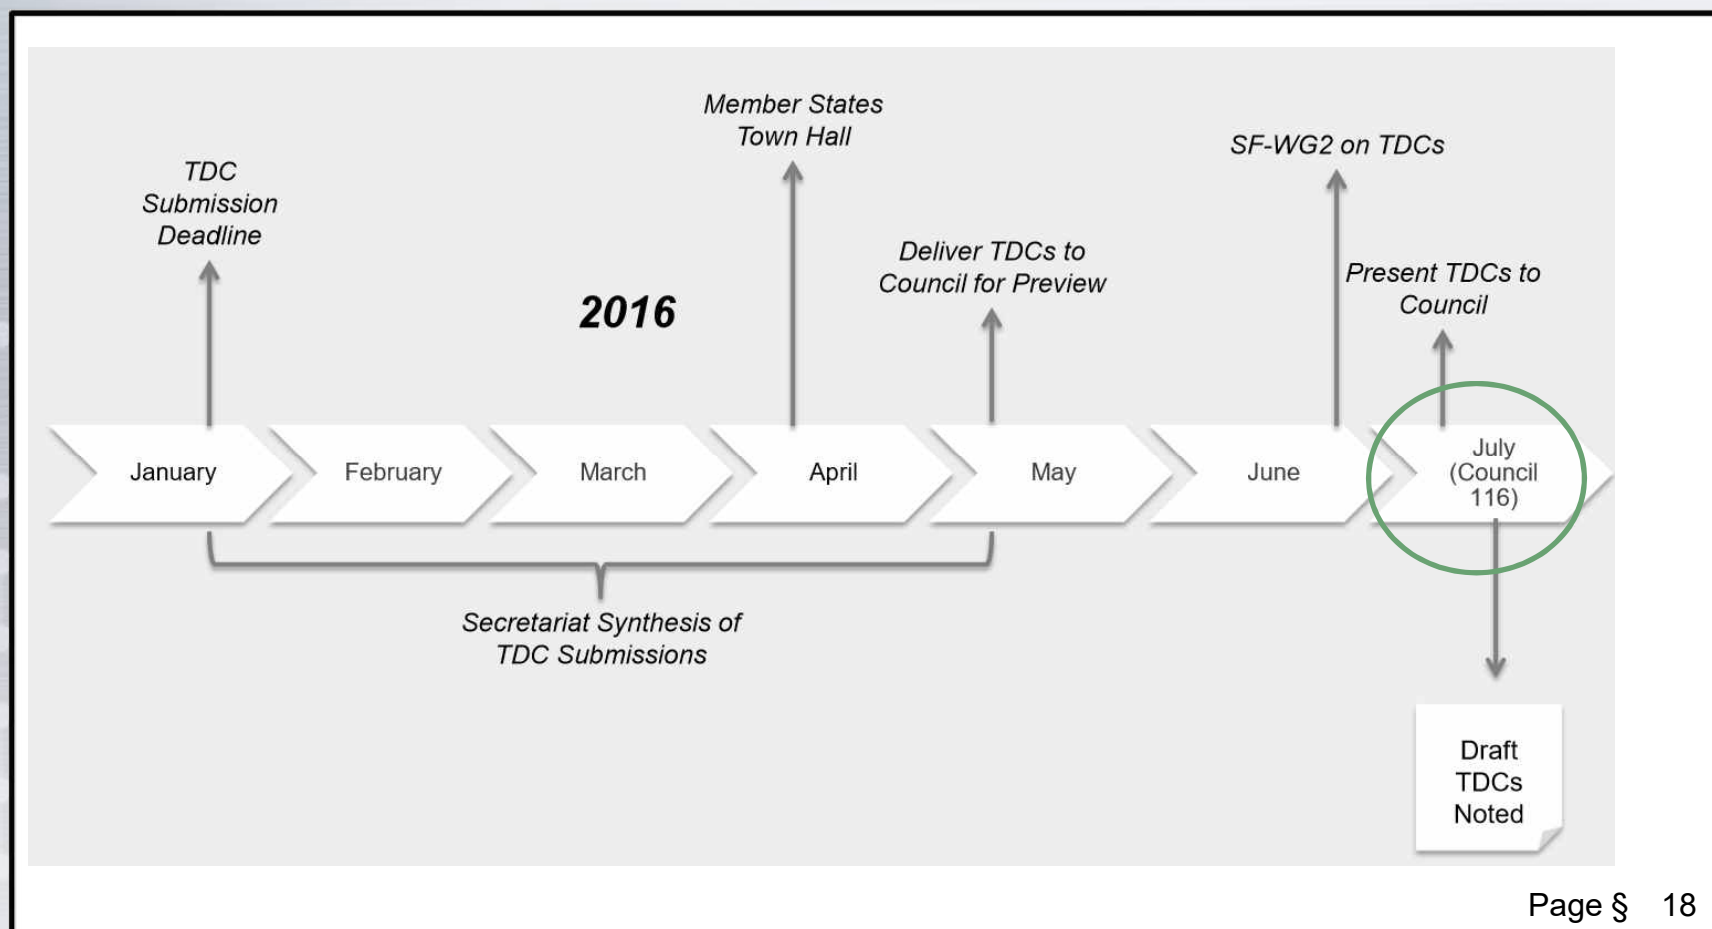 Member States
Town Hall
SF-WG2 on TDCs
TDC
Submission
Deadline
Deliver TDCs to
Council for Preview
Present TDCs to
Council
2016
January
February
March
April
May
June
July
(Council
116)
Secretariat Synthesis of
TDC Submissions
Draft
TDCs
Noted
Page § 18